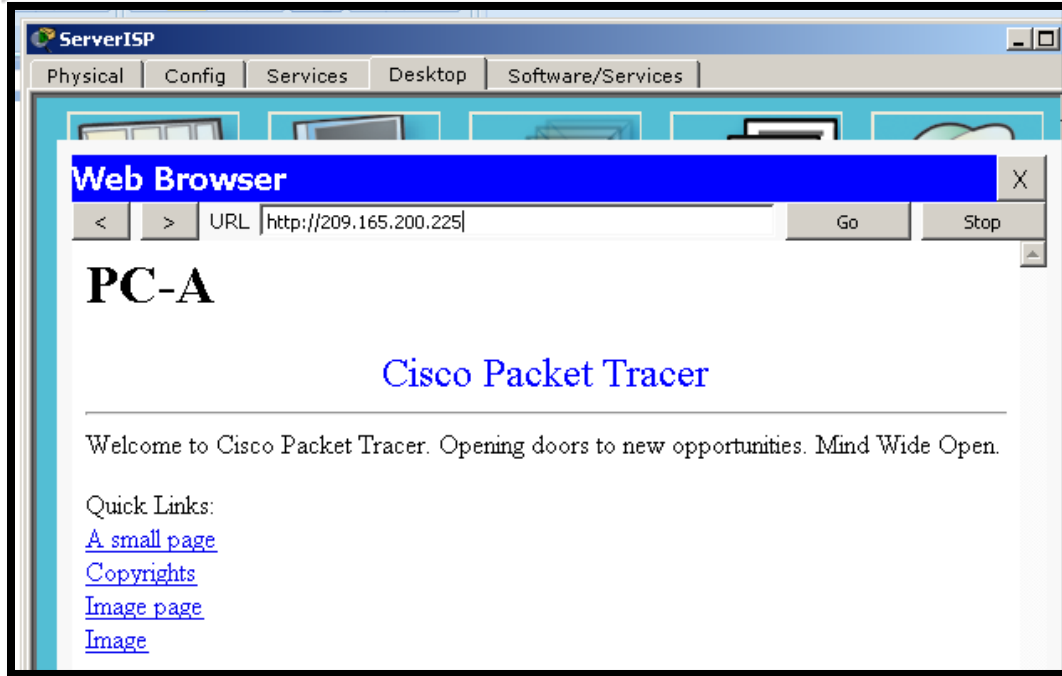 ServerISP
Physical Config Services Desktop Software/Services
Web Browser X
< > URL http://209.165.200.225 Go Stop
PC-A
Cisco Packet Tracer
Welcome to Cisco Packet Tracer. Opening doors to new opportunities. Mind Wide Open.
Quick Links:
A small page
Copyrights
Image page
Image